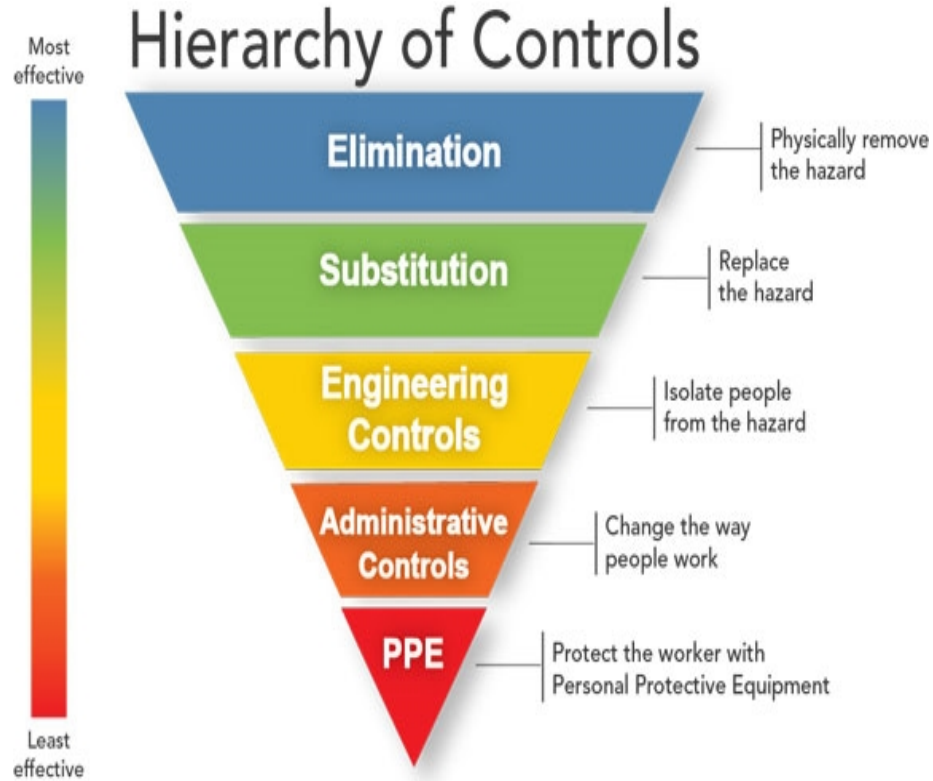 Hierarchy of Controls
Most
effective
Elimination
Physically remove
the hazard
Substitution
Replace
the hazard
Engineering
Controls
Isolate people
from the hazard
Administrative
Controls
Change the way
people work
PPE
Protect the worker with
Personal Protective Equipment
Least
effective